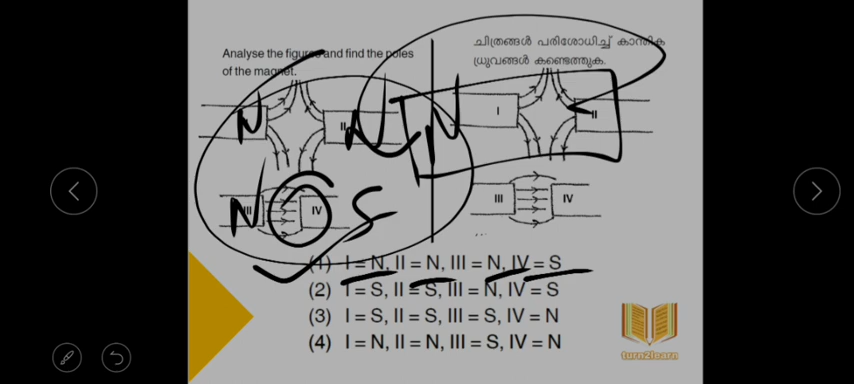 Analyse the figures and find the poles
of the magnet.
ചിത്രങ്ങൾ പരിശോധിച്ച് കാന്തിക
ധ്രുവങ്ങൾ കണ്ടെത്തുക.
N II N N I II
N III IV S III IV
(1) I = N, II = N, III = N, IV = S
(2) I = S, II = S, III = N, IV = S
(3) I = S, II = S, III = S, IV = N
(4) I = N, II = N, III = S, IV = N
turn2learn